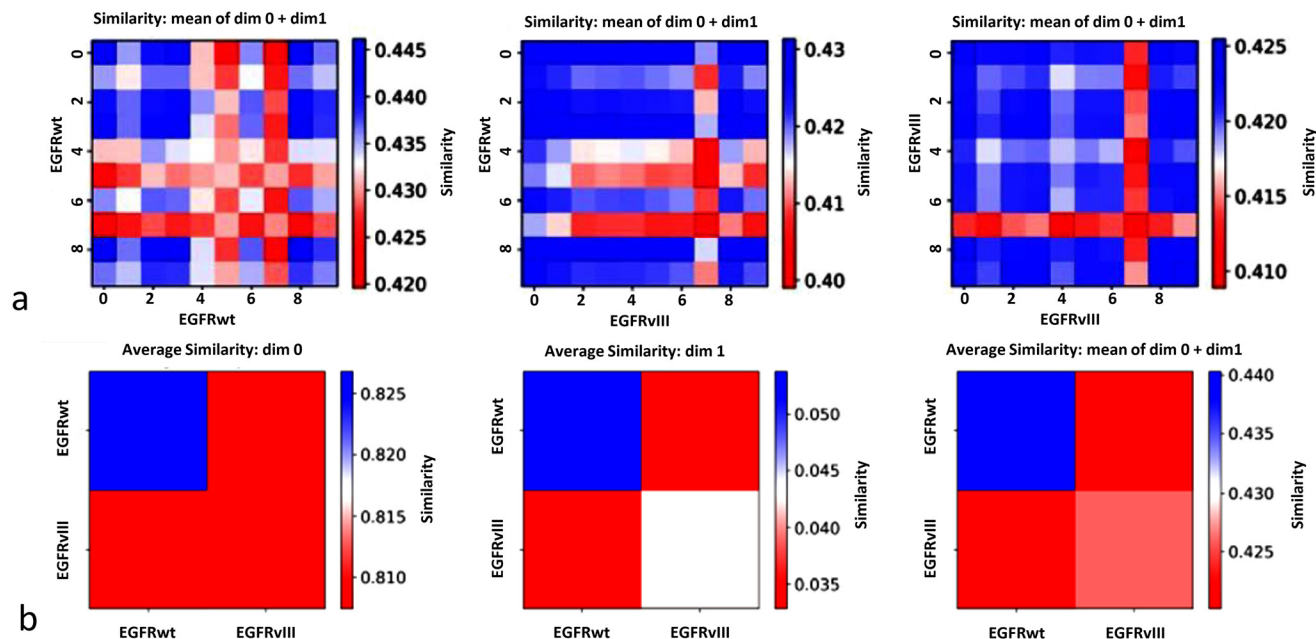 Similarity: mean of dim 0 + dim1
Similarity: mean of dim 0 + dim1
Similarity: mean of dim 0 + dim1
EGFRwt
0
2
4
6
8
0 2 4 6 8
EGFRwt
0.445
0.440
0.435
0.430
0.425
0.420
Similarity
EGFRwt
0
2
4
6
8
0 2 4 6 8
EGFRvIII
0.43
0.42
0.41
0.40
Similarity
EGFRvIII
0
2
4
6
8
0 2 4 6 8
EGFRvIII
0.425
0.420
0.415
0.410
Similarity
a
Average Similarity: dim 0
Average Similarity: dim 1
Average Similarity: mean of dim 0 + dim1
EGFRwt
EGFRvIII
EGFRwt EGFRvIII
0.825
0.820
0.815
0.810
Similarity
EGFRwt
EGFRvIII
EGFRwt EGFRvIII
0.050
0.045
0.040
0.035
Similarity
EGFRwt
EGFRvIII
EGFRwt EGFRvIII
0.440
0.435
0.430
0.425
Similarity
b